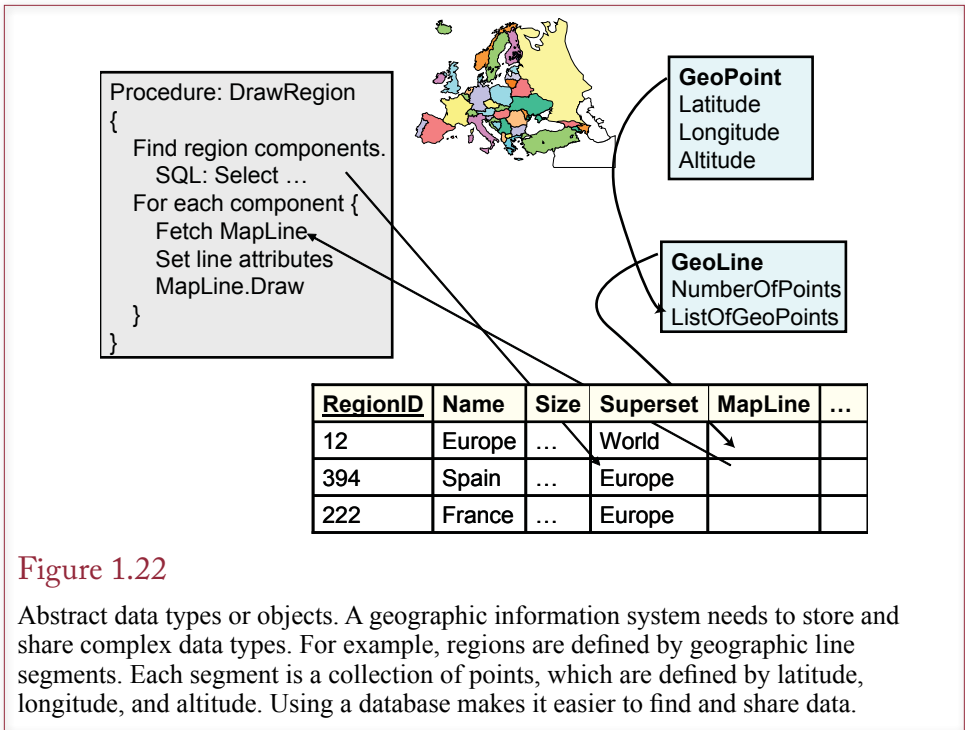 Procedure: DrawRegion
{
Find region components.
SQL: Select …
For each component {
Fetch MapLine
Set line attributes
MapLine.Draw
}
}
GeoPoint
Latitude
Longitude
Altitude
GeoLine
NumberOfPoints
ListOfGeoPoints
RegionID Name Size Superset MapLine …
12 Europe … World
394 Spain … Europe
222 France … Europe
Figure 1.22
Abstract data types or objects. A geographic information system needs to store and
share complex data types. For example, regions are defined by geographic line
segments. Each segment is a collection of points, which are defined by latitude,
longitude, and altitude. Using a database makes it easier to find and share data.